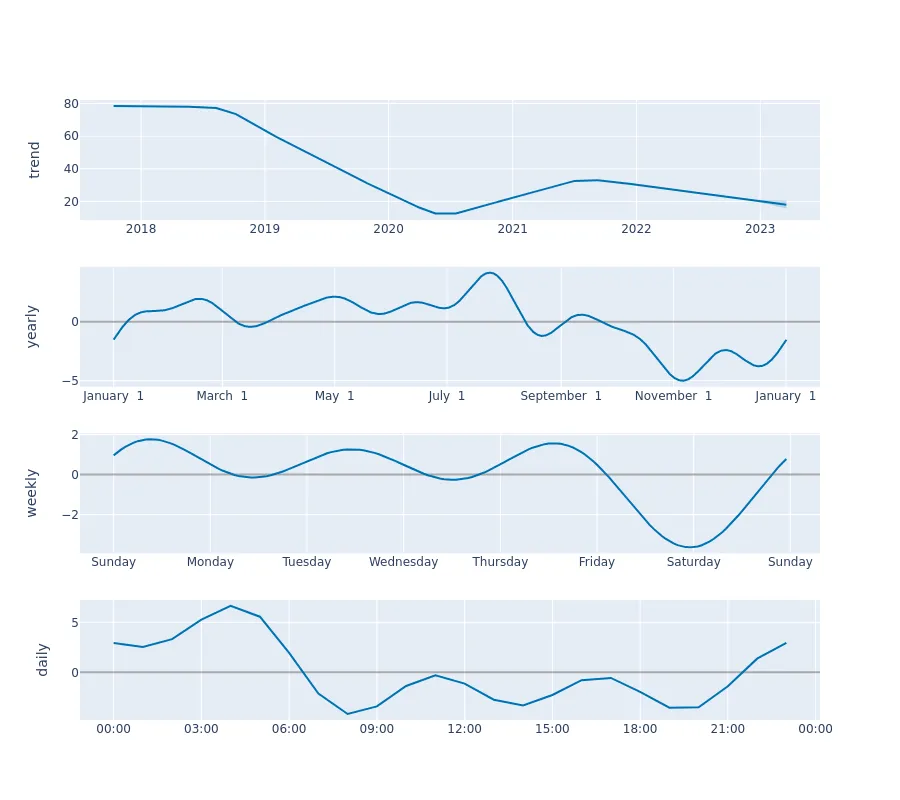 80
60
40
20
trend
2018 2019 2020 2021 2022 2023
0
−5
yearly
January 1 March 1 May 1 July 1 September 1 November 1 January 1
2
0
−2
weekly
Sunday Monday Tuesday Wednesday Thursday Friday Saturday Sunday
5
0
daily
00:00 03:00 06:00 09:00 12:00 15:00 18:00 21:00 00:00